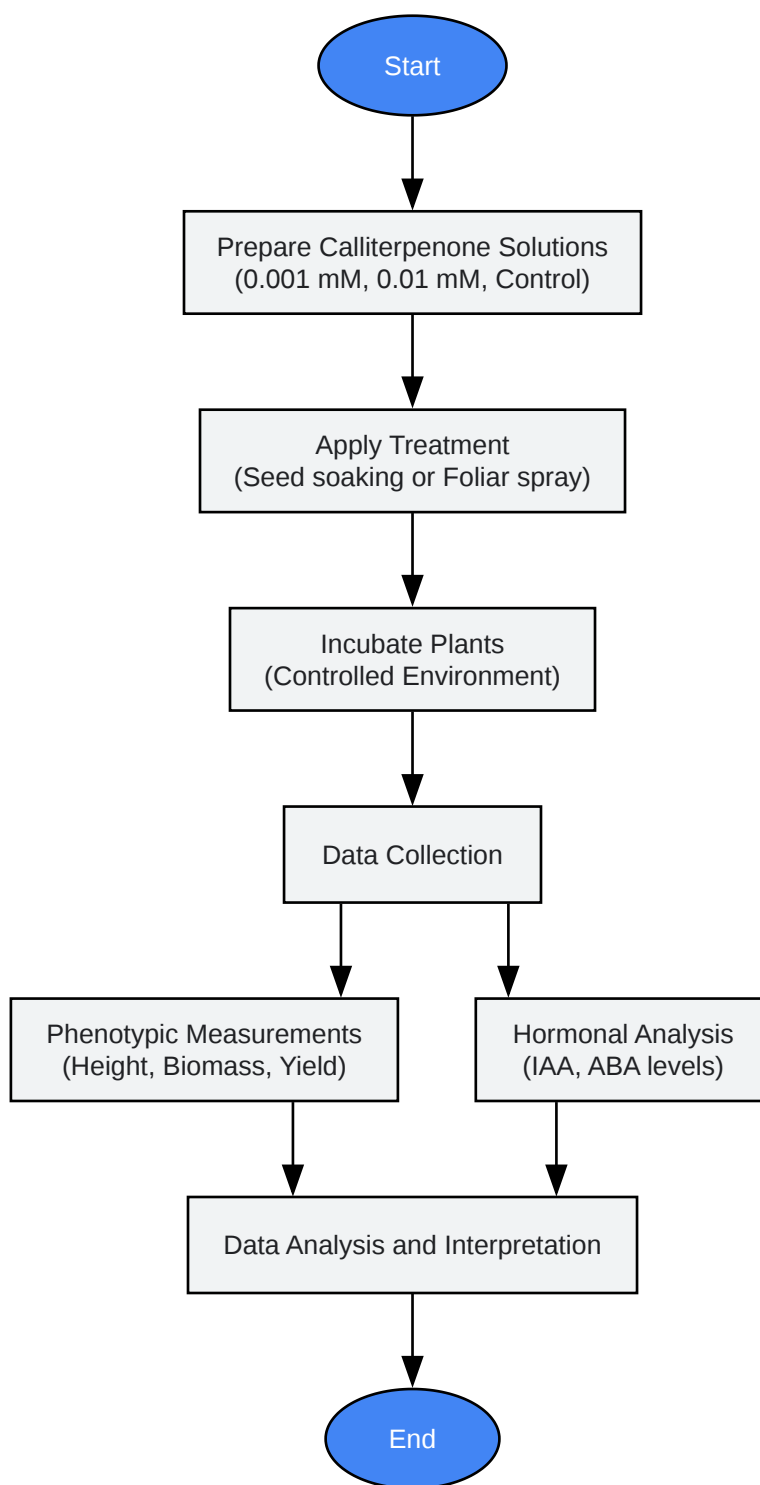 Start
Prepare Calliterpenone Solutions
(0.001 mM, 0.01 mM, Control)
Apply Treatment
(Seed soaking or Foliar spray)
Incubate Plants
(Controlled Environment)
Data Collection
Phenotypic Measurements
(Height, Biomass, Yield)
Hormonal Analysis
(IAA, ABA levels)
Data Analysis and Interpretation
End